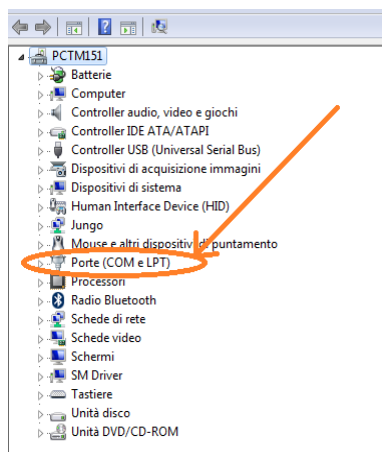 PCTM151
Batterie
Computer
Controller audio, video e giochi
Controller IDE ATA/ATAPI
Controller USB (Universal Serial Bus)
Dispositivi di acquisizione immagini
Dispositivi di sistema
Human Interface Device (HID)
Jungo
Mouse e altri dispositivi di puntamento
Porte (COM e LPT)
Processori
Radio Bluetooth
Schede di rete
Schede video
Schermi
SM Driver
Tastiere
Unità disco
Unità DVD/CD-ROM